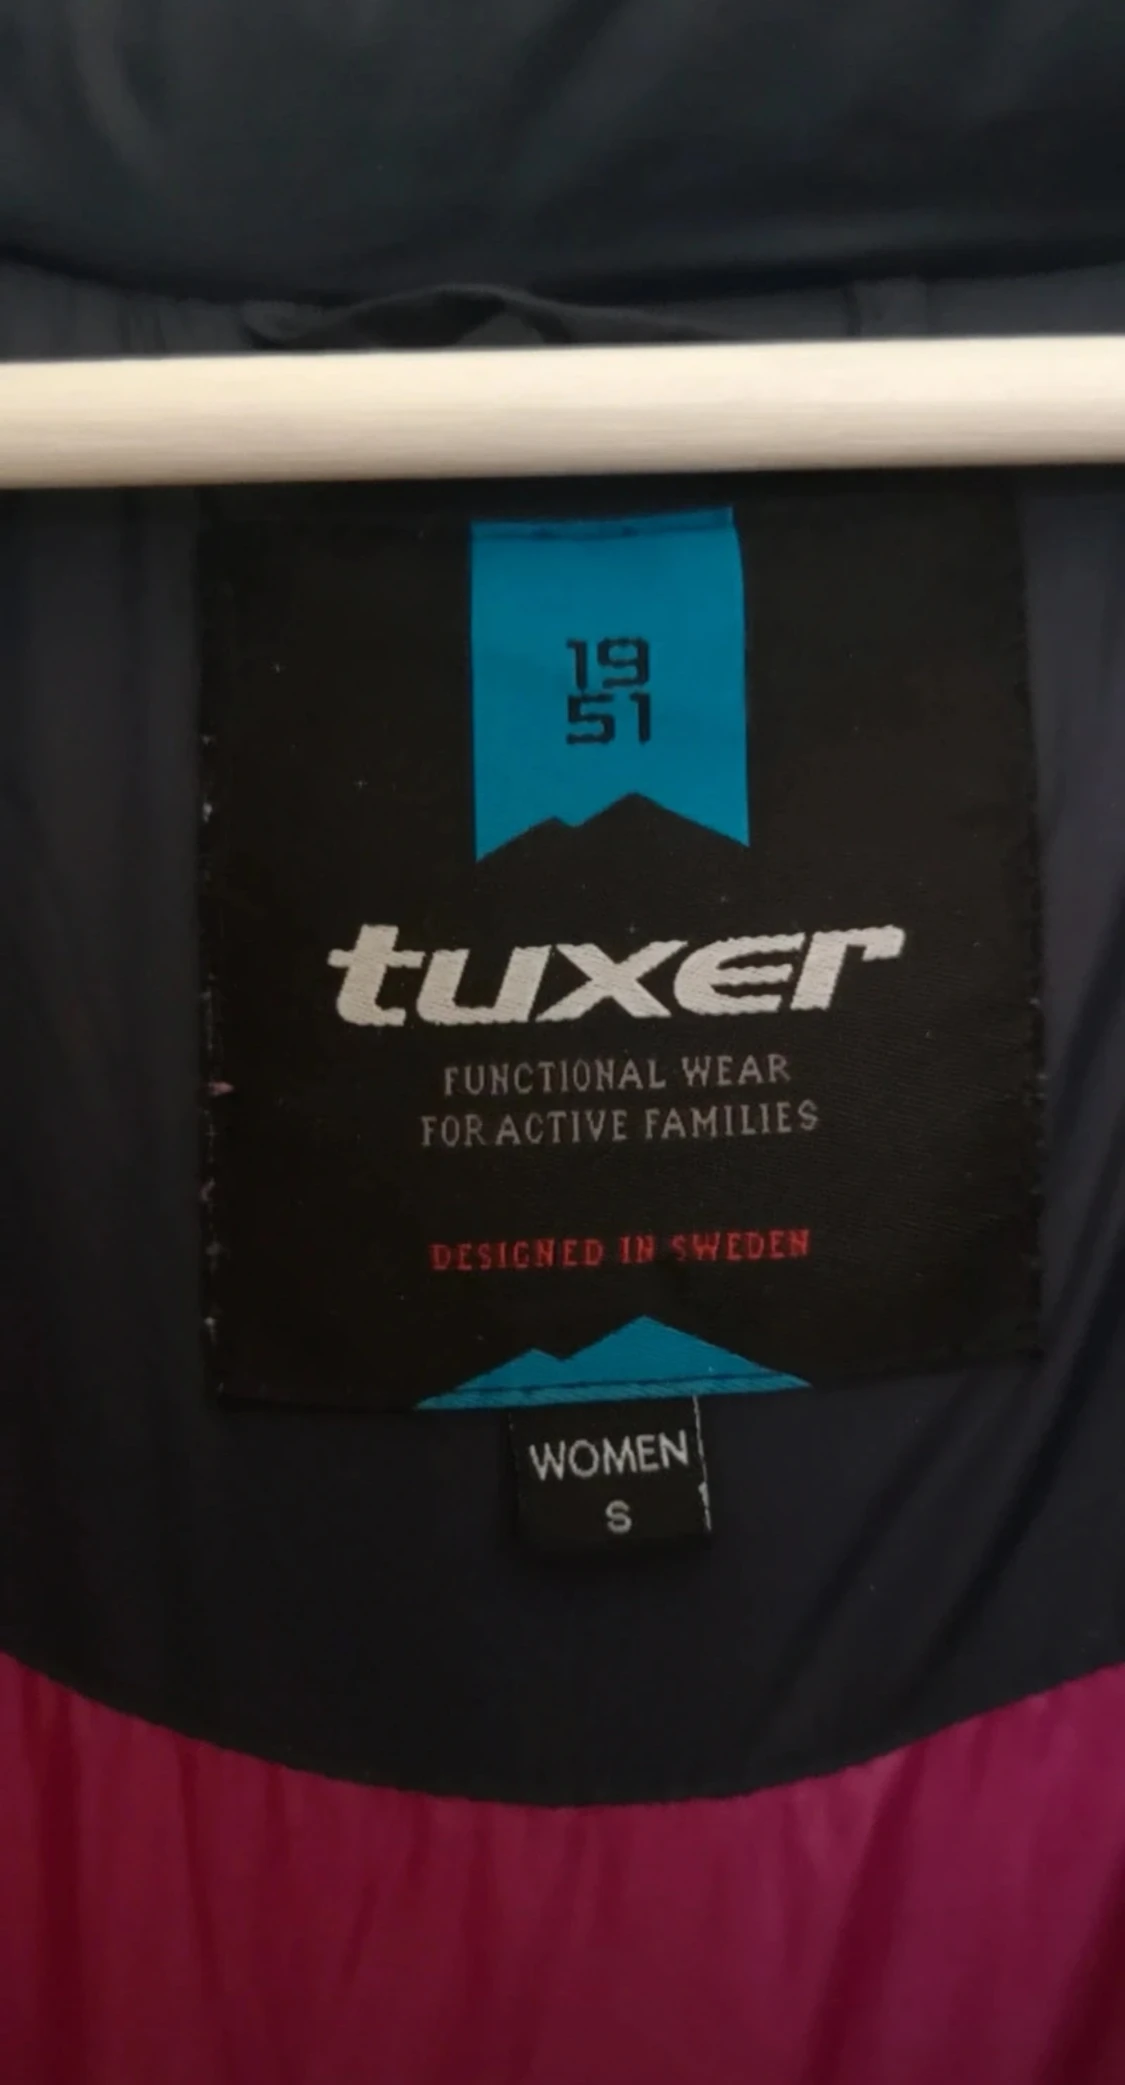 19
51
tuxer
FUNCTIONAL WEAR
FOR ACTIVE FAMILIES
DESIGNED IN SWEDEN
WOMEN
S